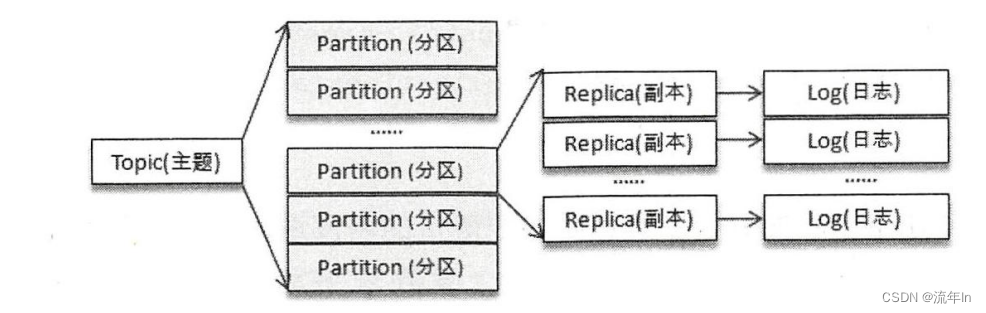 Topic(主题)
Partition (分区)
Partition (分区)
......
Partition (分区)
Partition (分区)
Partition (分区)
Replica(副本)
Replica(副本)
......
Replica(副本)
Log(日志)
Log(日志)
......
Log(日志)
CSDN @流年ln